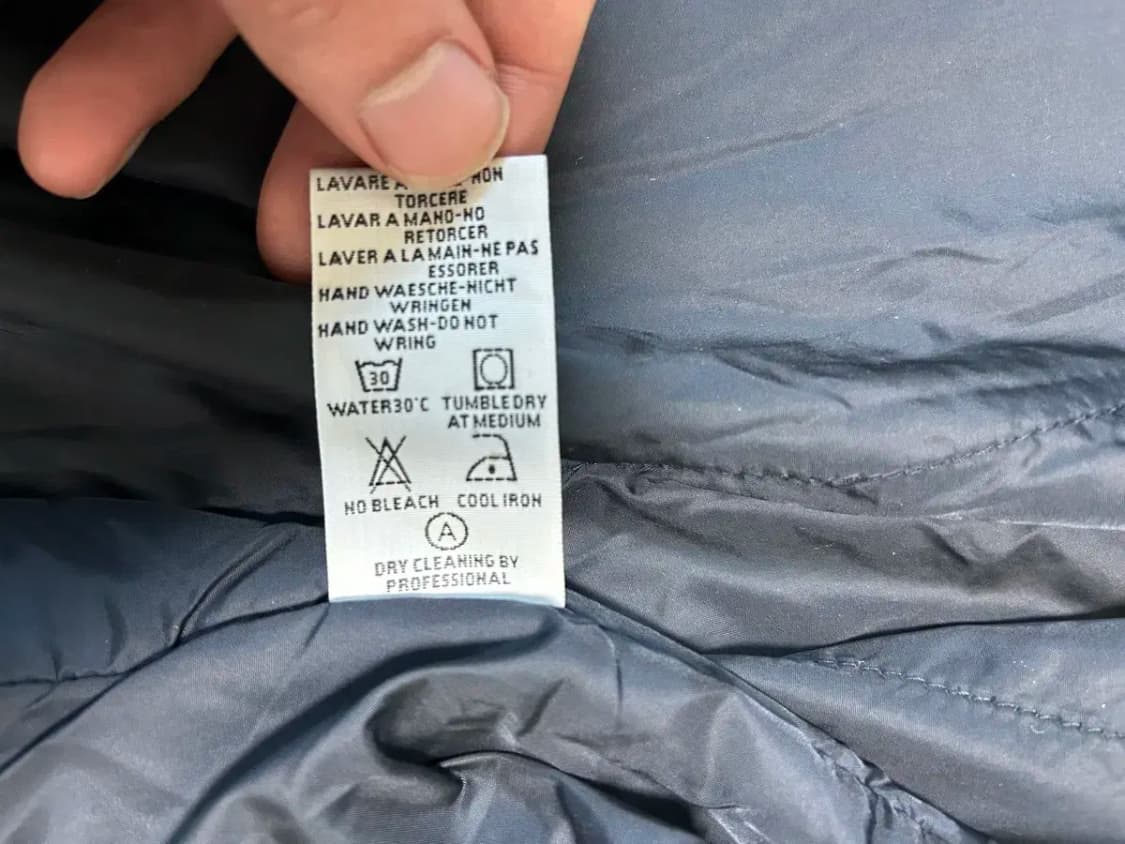 LAVARE A NON
TORCERE
LAVAR A MANO-NO
RETORCER
LAVER A LA MAIN-NE PAS
ESSORER
HAND WAESCHE-NICHT
WRINGEN
HAND WASH-DO NOT
WRING
30
WATER30°C TUMBLE DRY
AT MEDIUM
NO BLEACH COOL IRON
A
DRY CLEANING BY
PROFESSIONAL